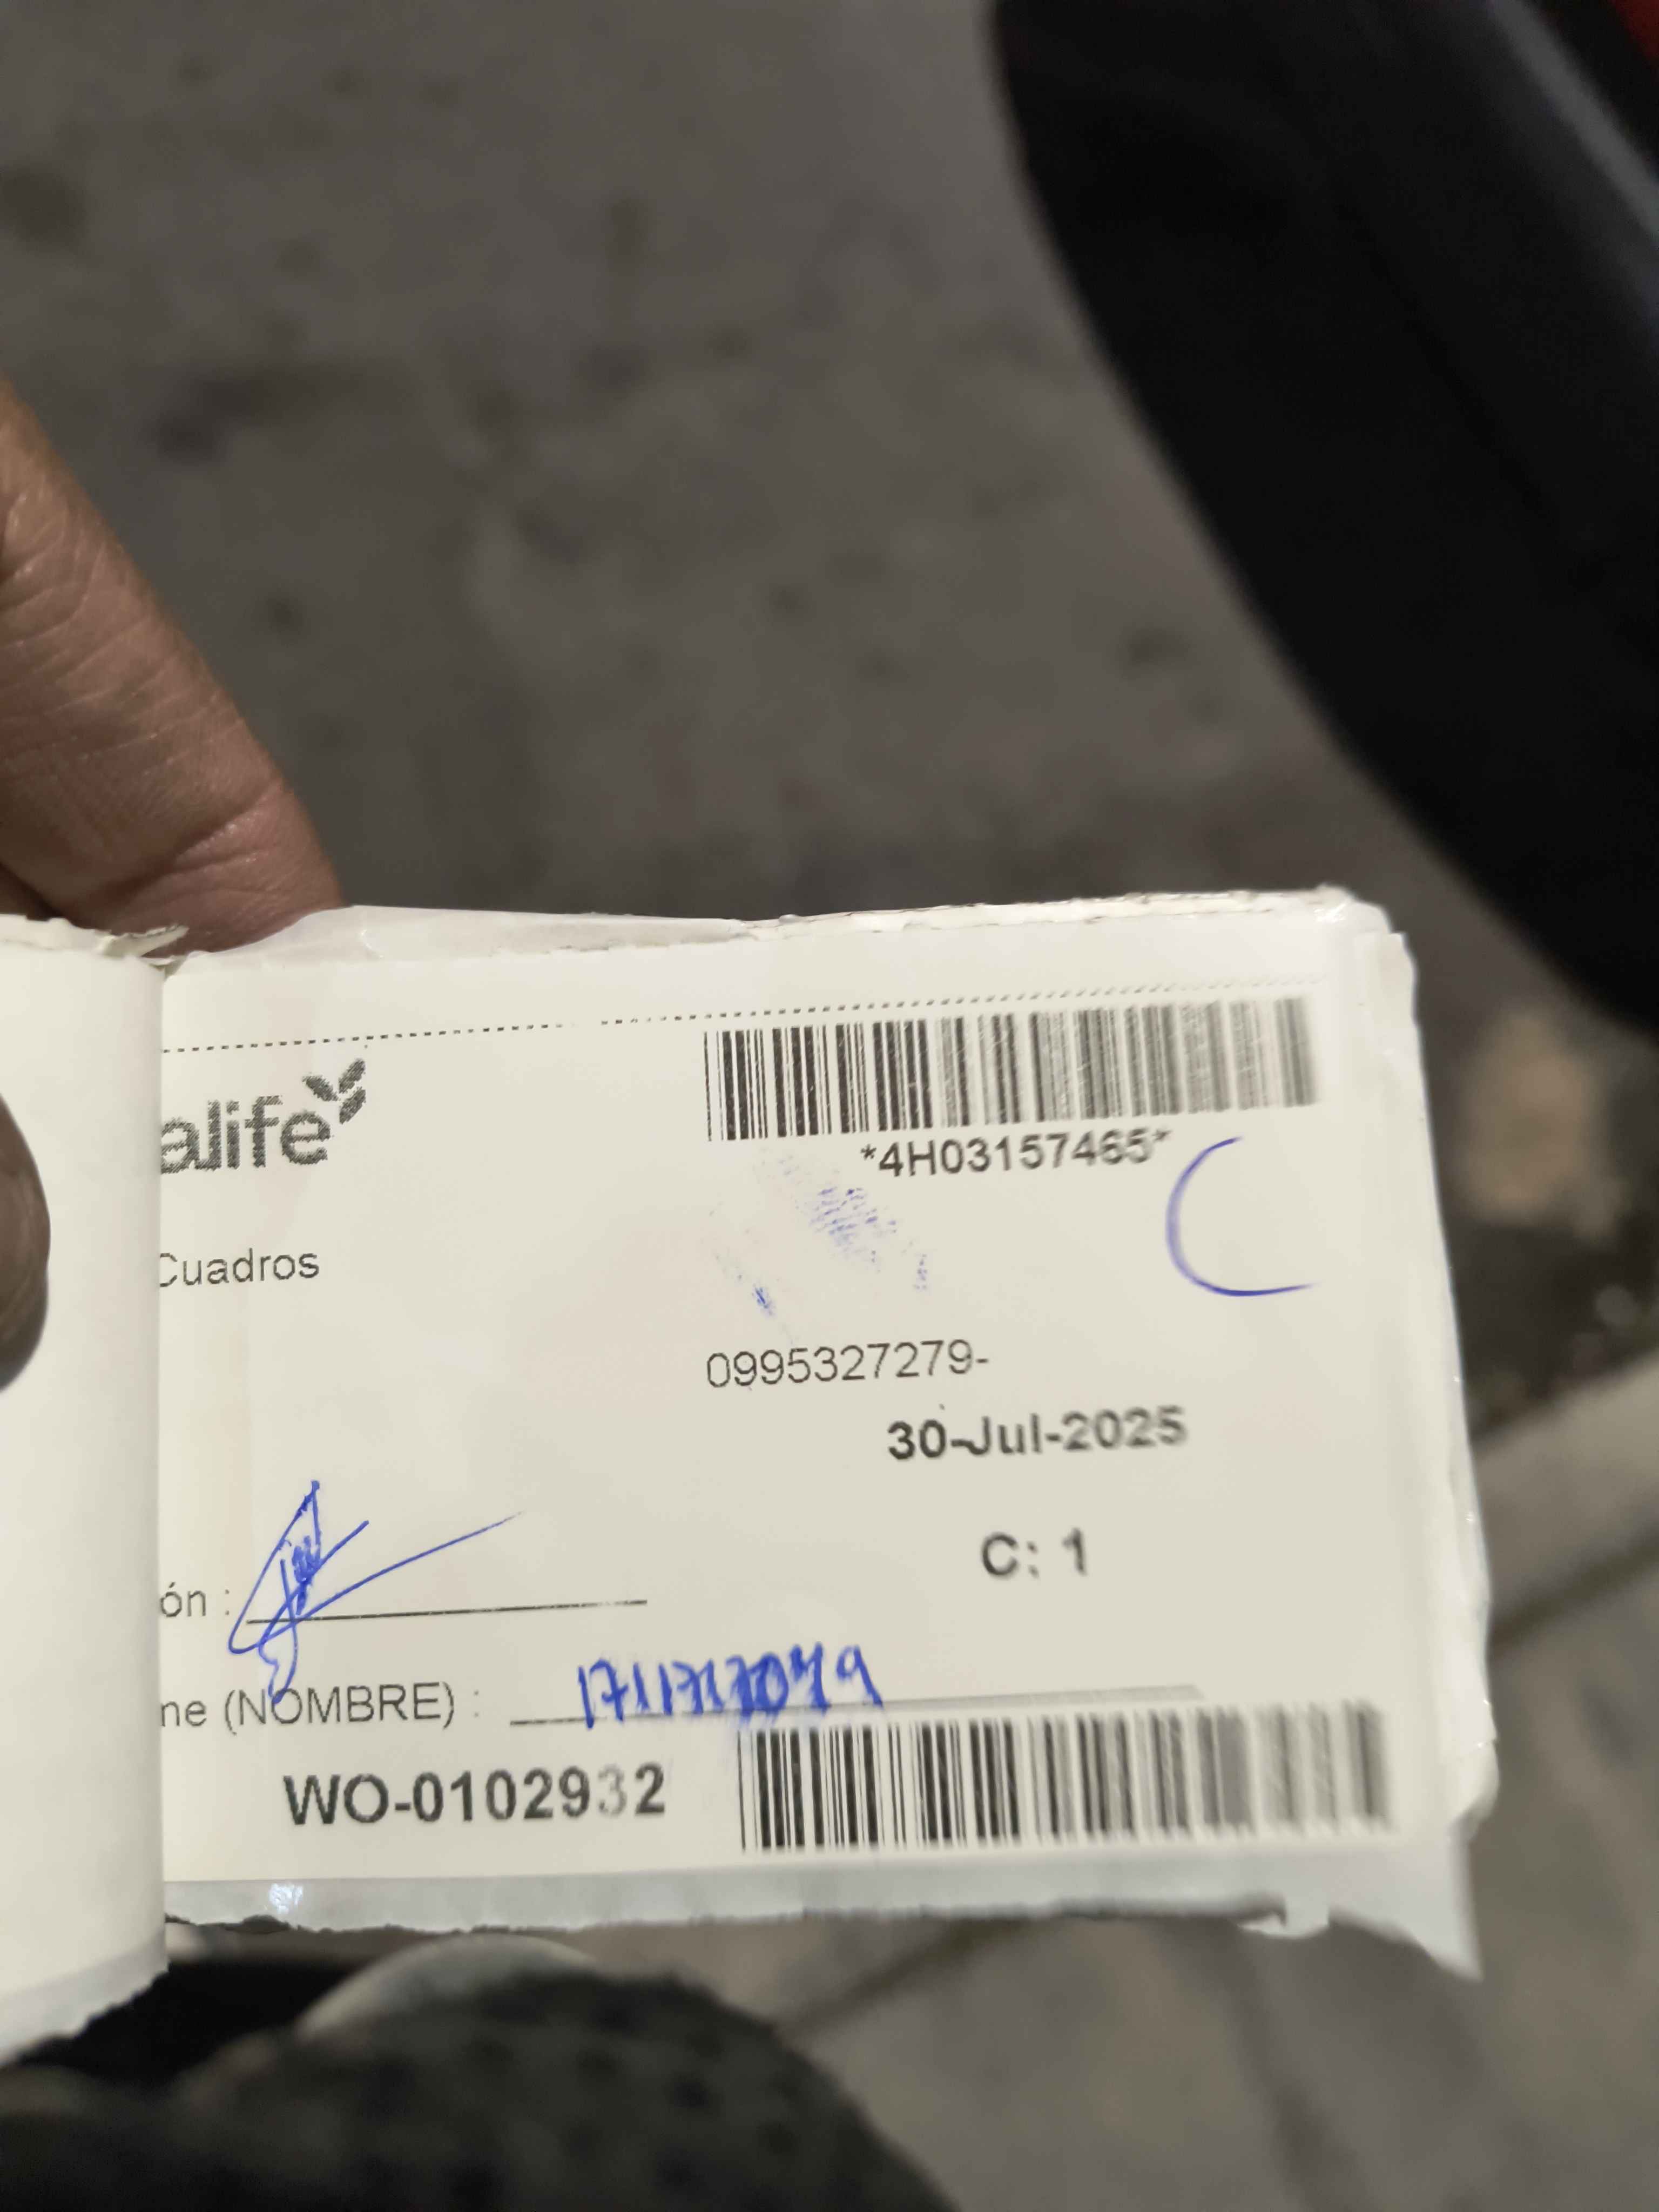 alife
*4H03157465*
C
Cuadros
0995327279-
30-Jul-2025
C: 1
ón :
ne (NOMBRE) :
WO-0102932